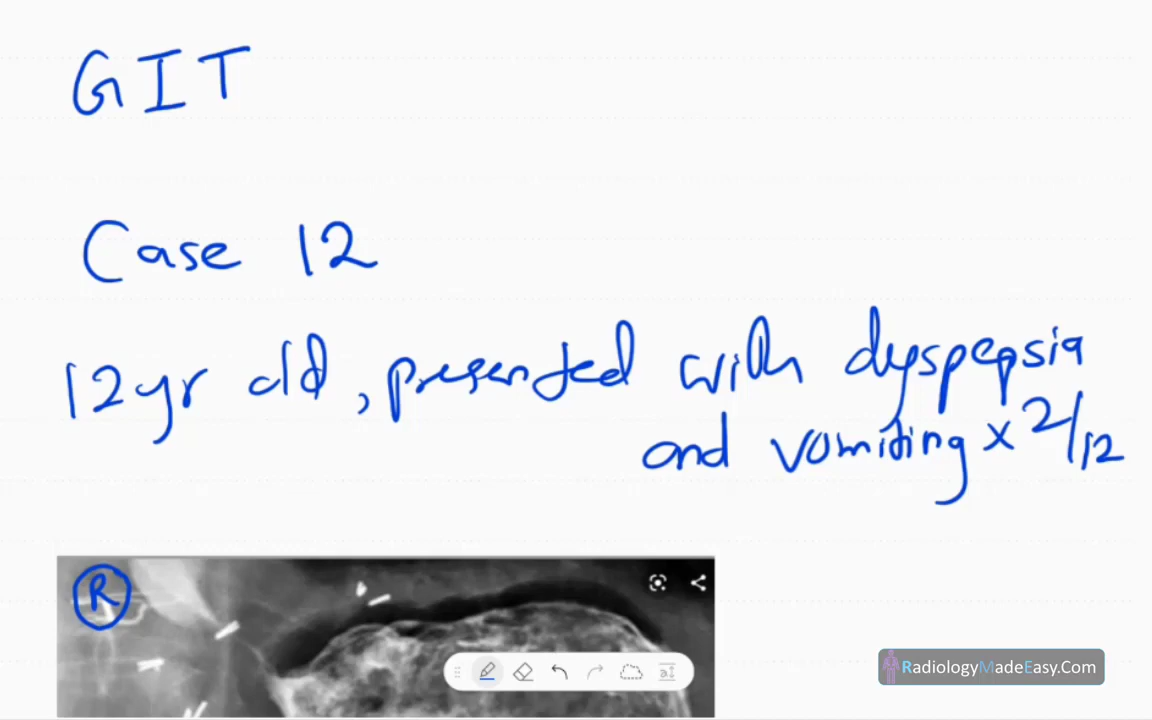 GIT
Case 12
12yr old, presented with dyspepsia
and vomiting x 2/12
R
RadiologyMadeEasy.Com